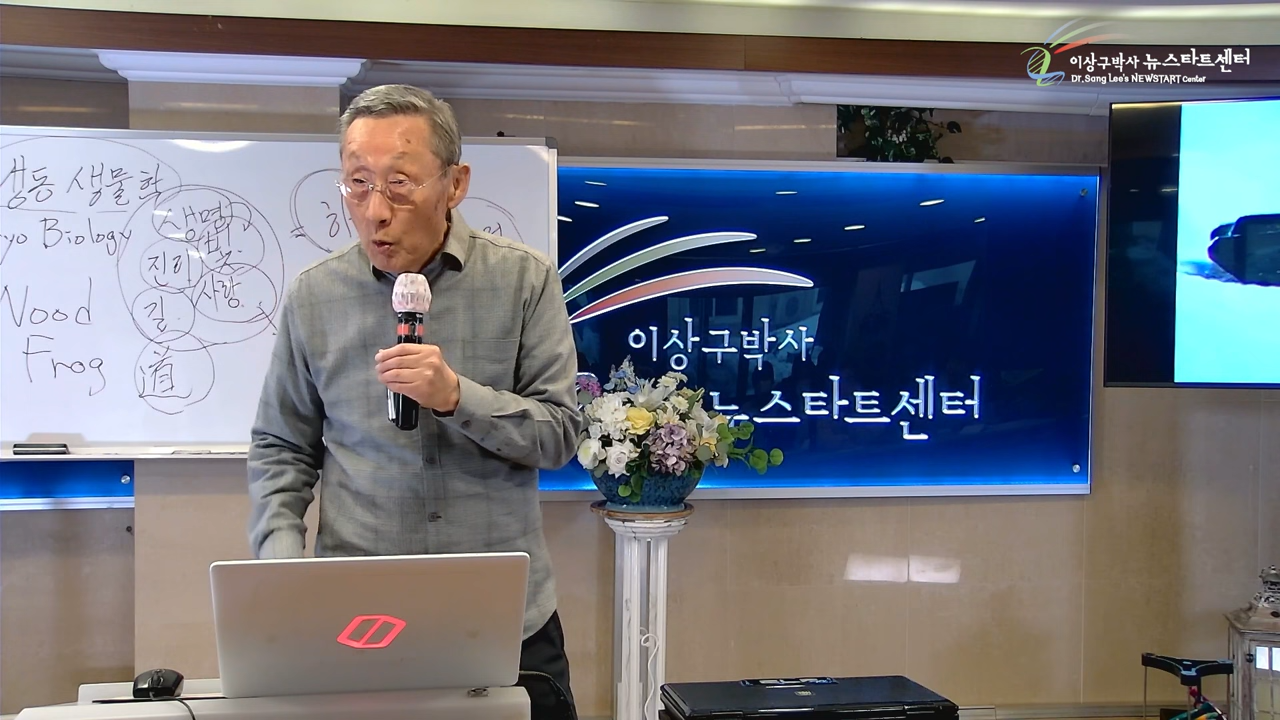 이상구박사 뉴스타트센터
Dr. Sang Lee's NEWSTART Center
생물학
Biology
생명
빛
진리
사랑
길
道
Wood
Frog
이상구박사
뉴스타트센터